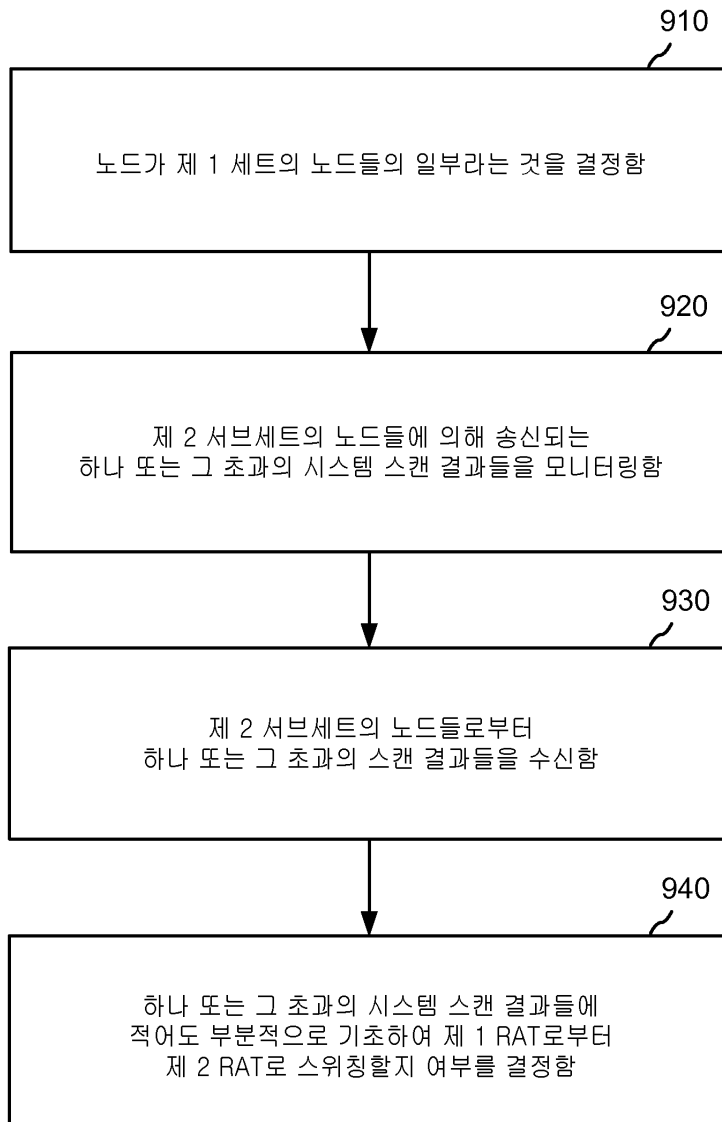 910
노드가 제 1 세트의 노드들의 일부라는 것을 결정함
920
제 2 서브세트의 노드들에 의해 송신되는
하나 또는 그 초과의 시스템 스캔 결과들을 모니터링함
930
제 2 서브세트의 노드들로부터
하나 또는 그 초과의 스캔 결과들을 수신함
940
하나 또는 그 초과의 시스템 스캔 결과들에
적어도 부분적으로 기초하여 제 1 RAT로부터
제 2 RAT로 스위칭할지 여부를 결정함